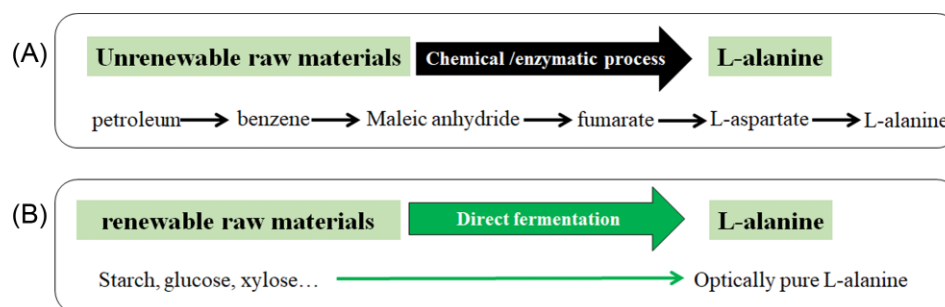 (A)
Unrenewable raw materials Chemical /enzymatic process L-alanine
petroleum benzene Maleic anhydride fumarate L-aspartate L-alanine
(B)
renewable raw materials Direct fermentation L-alanine
Starch, glucose, xylose… Optically pure L-alanine